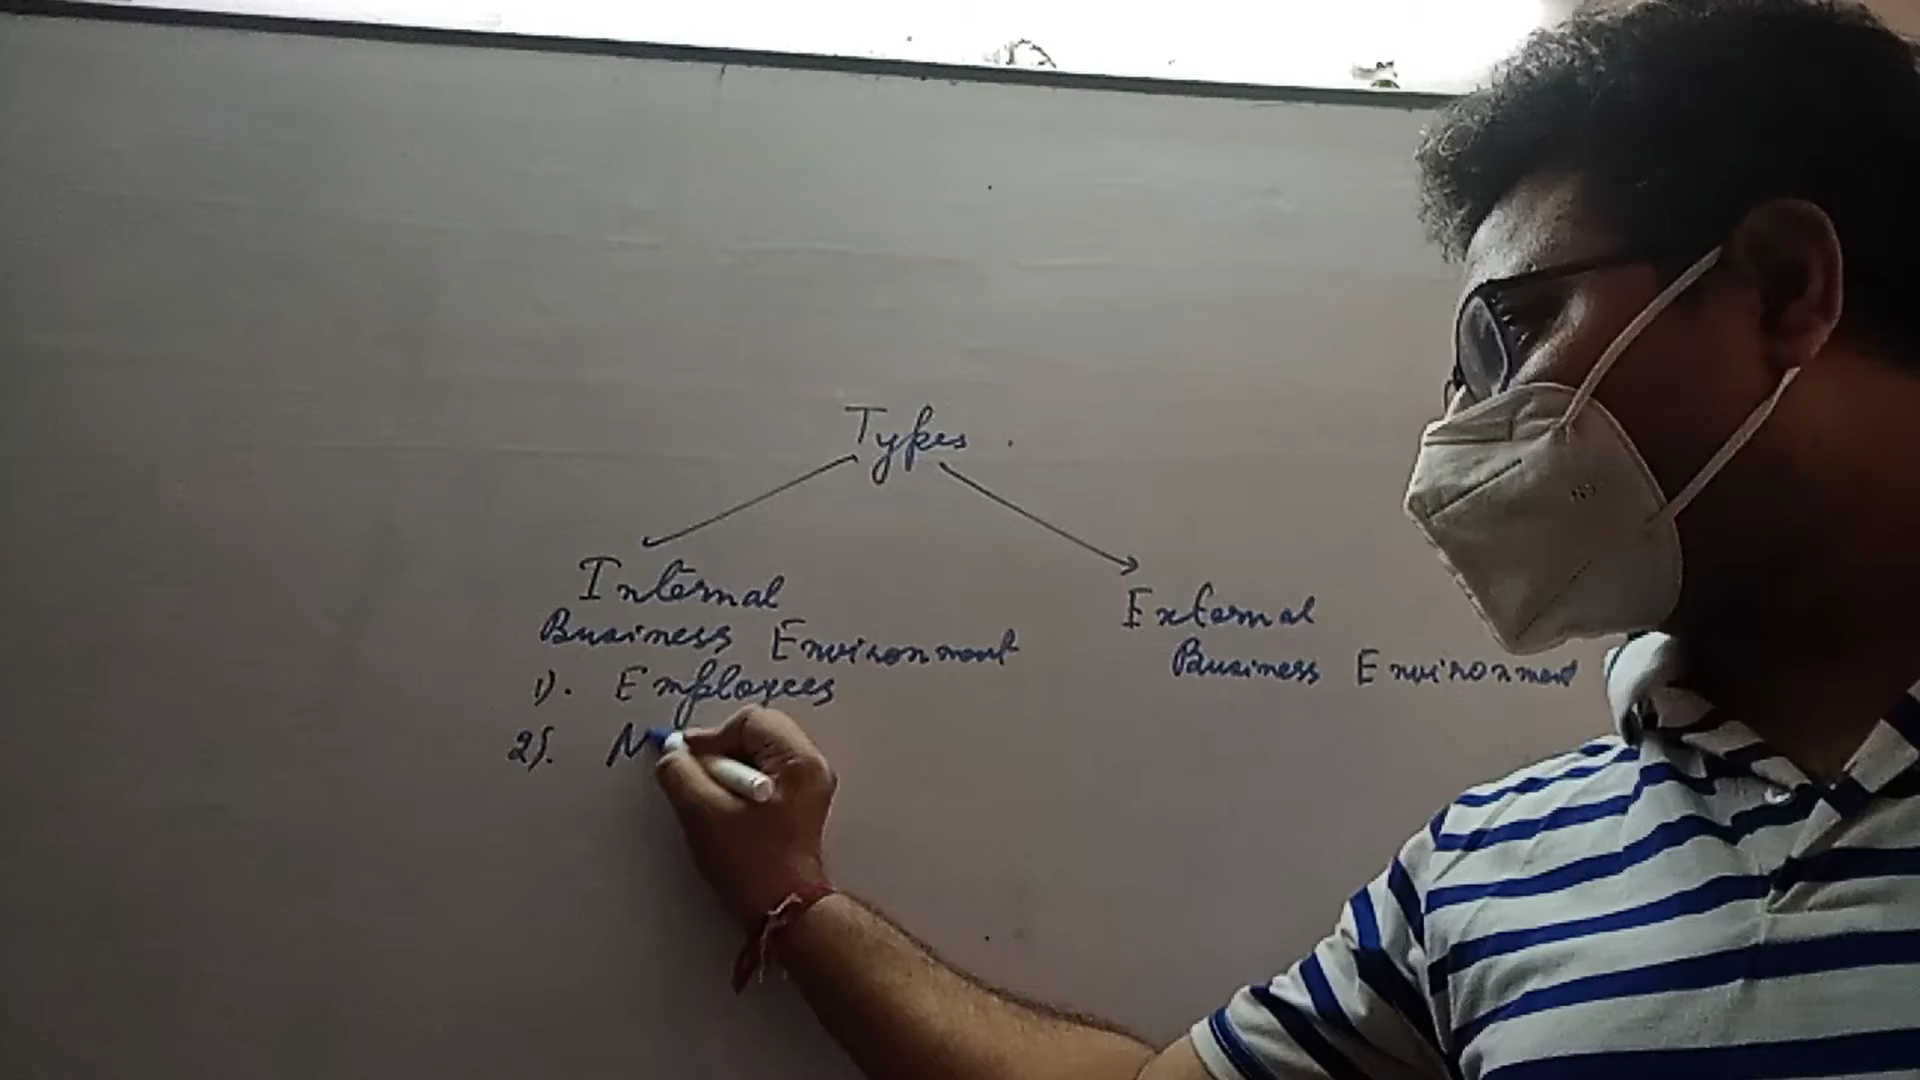 Types.
Internal
Business Environment
1). Employees
2).
External
Business Environment